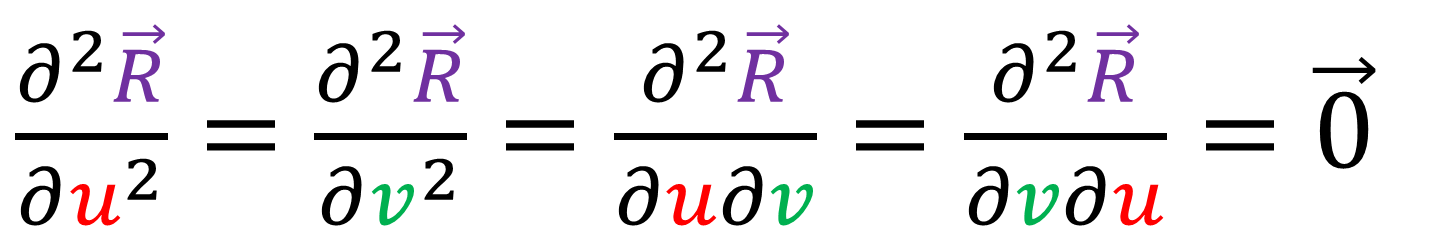 ∂²R⃗/∂u² = ∂²R⃗/∂v² = ∂²R⃗/∂u∂v = ∂²R⃗/∂v∂u = 0⃗